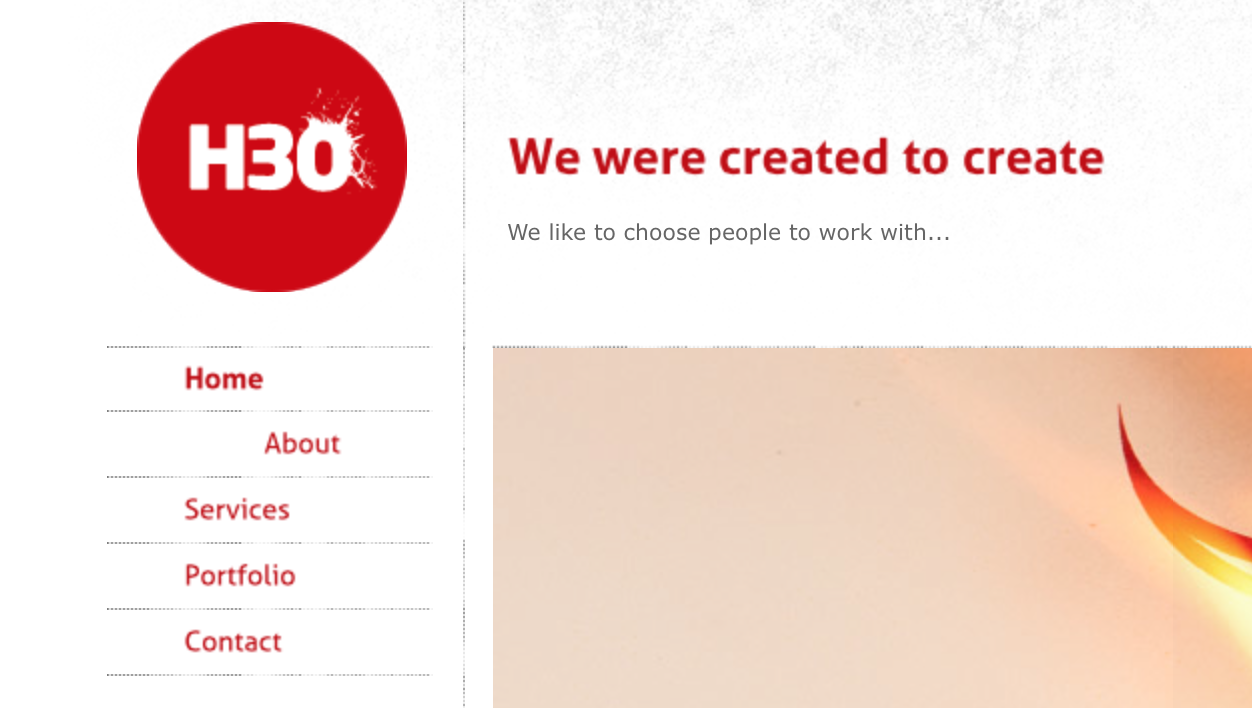 H30
We were created to create
We like to choose people to work with...
Home
About
Services
Portfolio
Contact